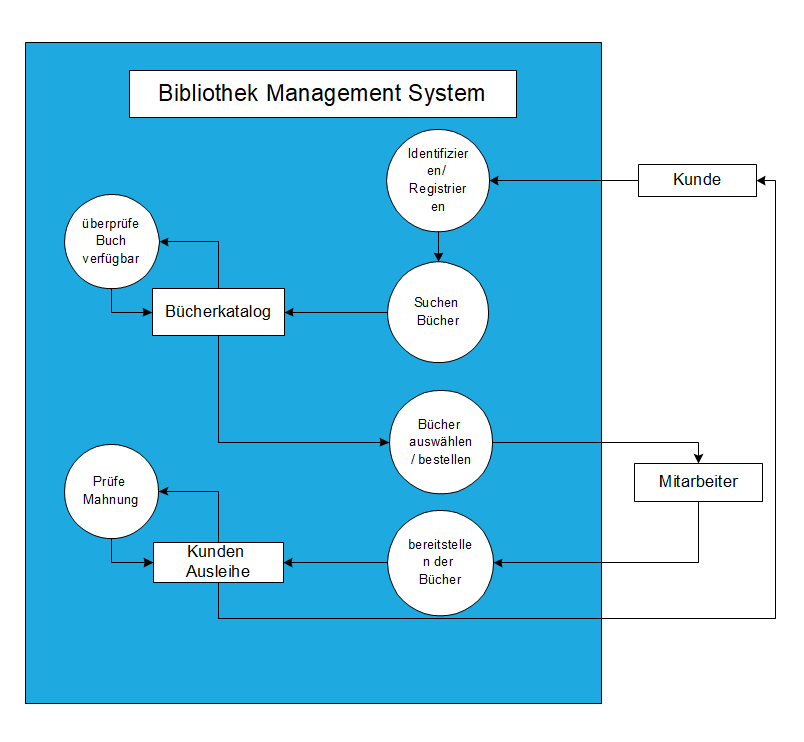 Bibliothek Management System
Identifizier
en/
Registrier
en
Kunde
überprüfe
Buch
verfügbar
Bücherkatalog
Suchen
Bücher
Bücher
auswählen
/ bestellen
Mitarbeiter
Prüfe
Mahnung
Kunden
Ausleihe
bereitstelle
n der
Bücher